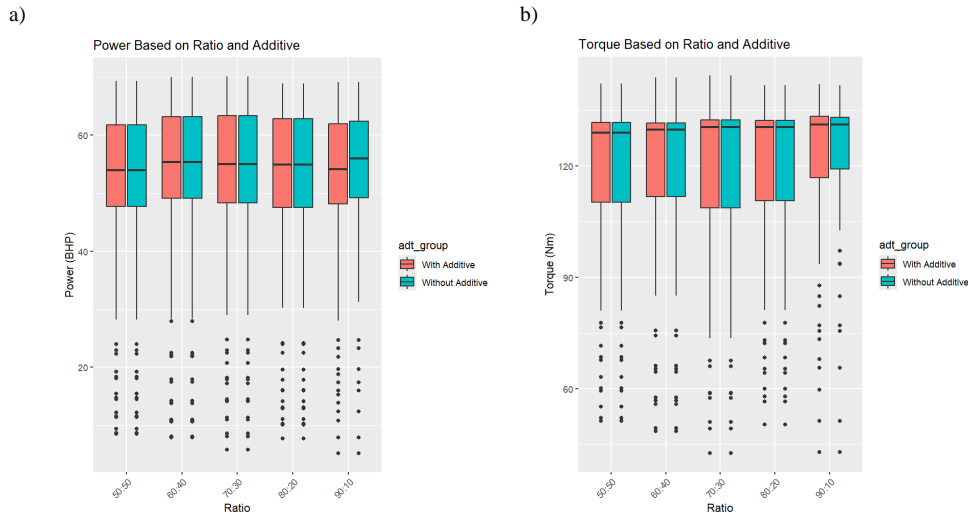 a)
Power Based on Ratio and Additive
Power (BHP)
60
40
20
50:50
60:40
70:30
80:20
90:10
Ratio
adt_group
With Additive
Without Additive
b)
Torque Based on Ratio and Additive
Torque (Nm)
120
90
60
50:50
60:40
70:30
80:20
90:10
Ratio
adt_group
With Additive
Without Additive